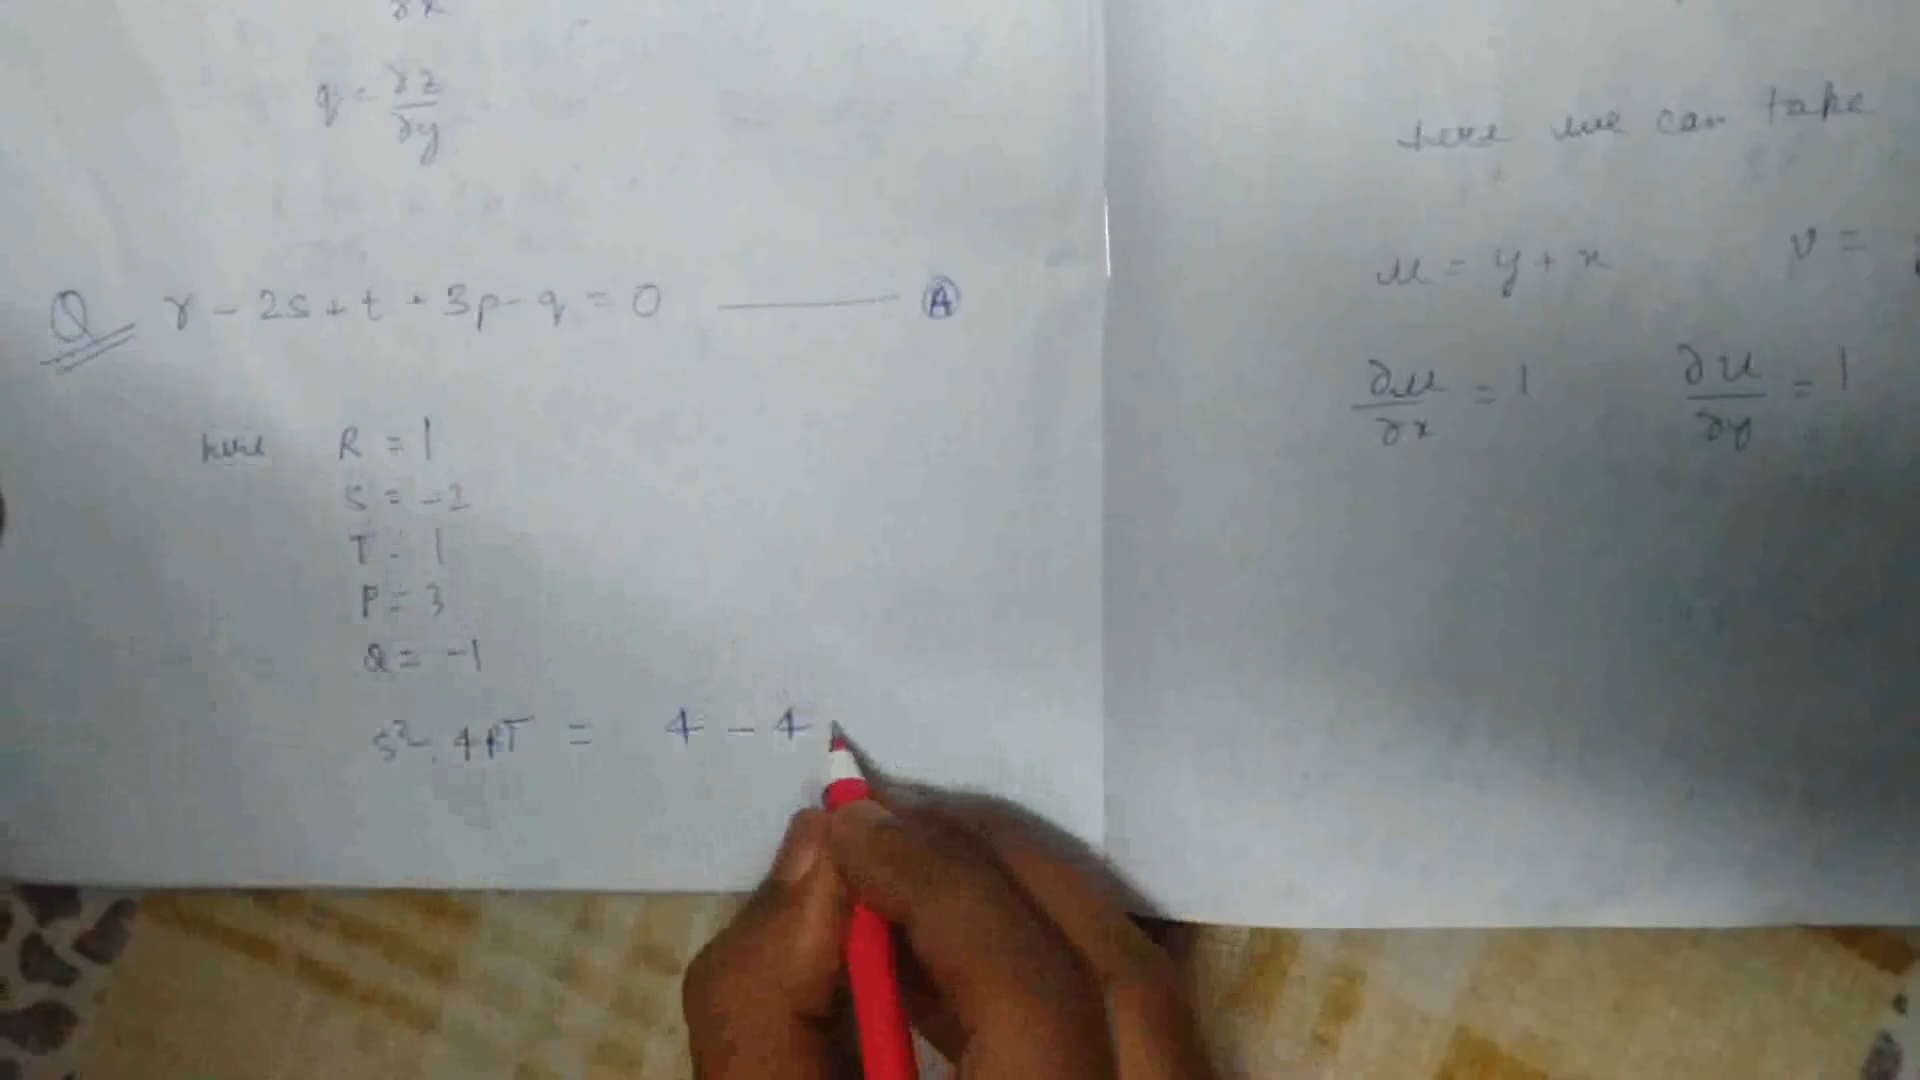 ∂x
q = ∂z/∂y
Q r - 2s + t + 3p - q = 0 ——— Ⓐ
here R = 1
S = -2
T = 1
P = 3
Q = -1
S² - 4RT = 4 - 4
here we can take
u = y + x v =
∂u/∂x = 1 ∂u/∂y = 1